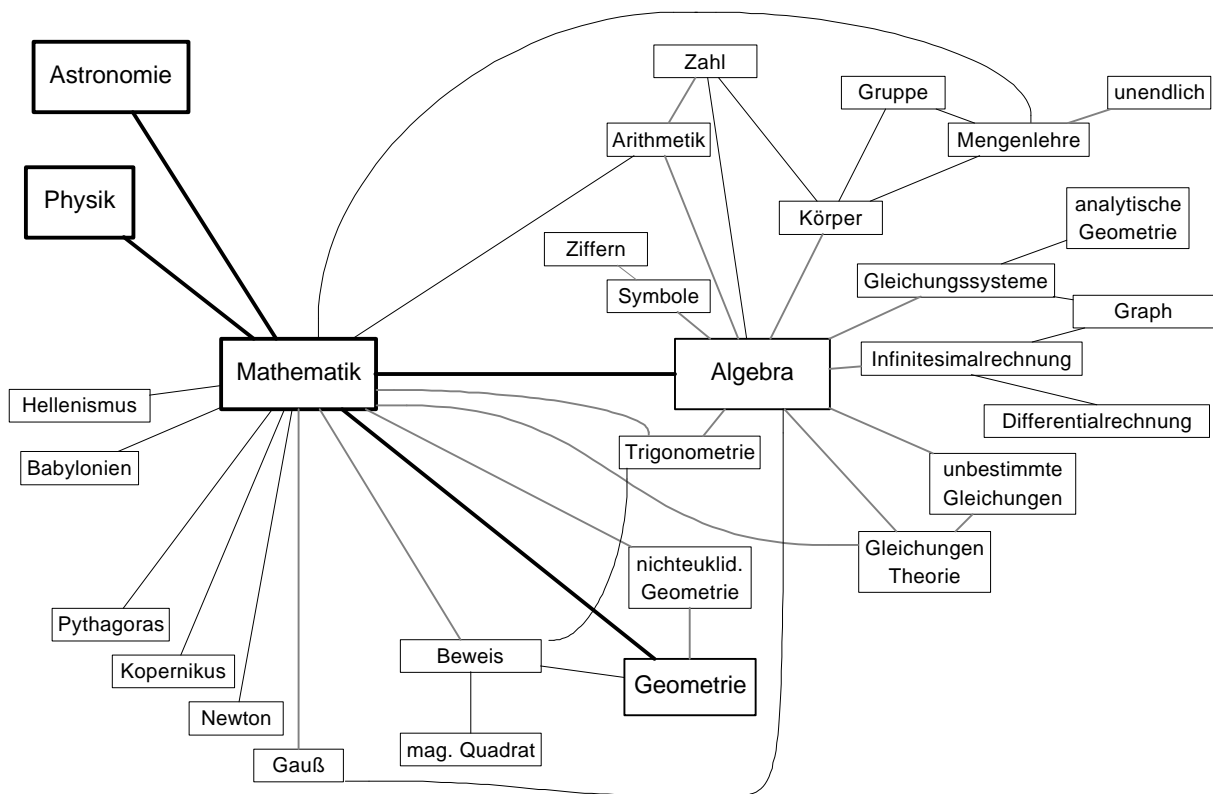 Astronomie
Zahl
Gruppe
unendlich
Arithmetik
Mengenlehre
Physik
Körper
analytische
Geometrie
Ziffern
Gleichungssysteme
Symbole
Graph
Mathematik
Algebra
Infinitesimalrechnung
Hellenismus
Differentialrechnung
Babylonien
Trigonometrie
unbestimmte
Gleichungen
nichteuklid.
Geometrie
Gleichungen
Theorie
Pythagoras
Beweis
Kopernikus
Geometrie
Newton
mag. Quadrat
Gauß